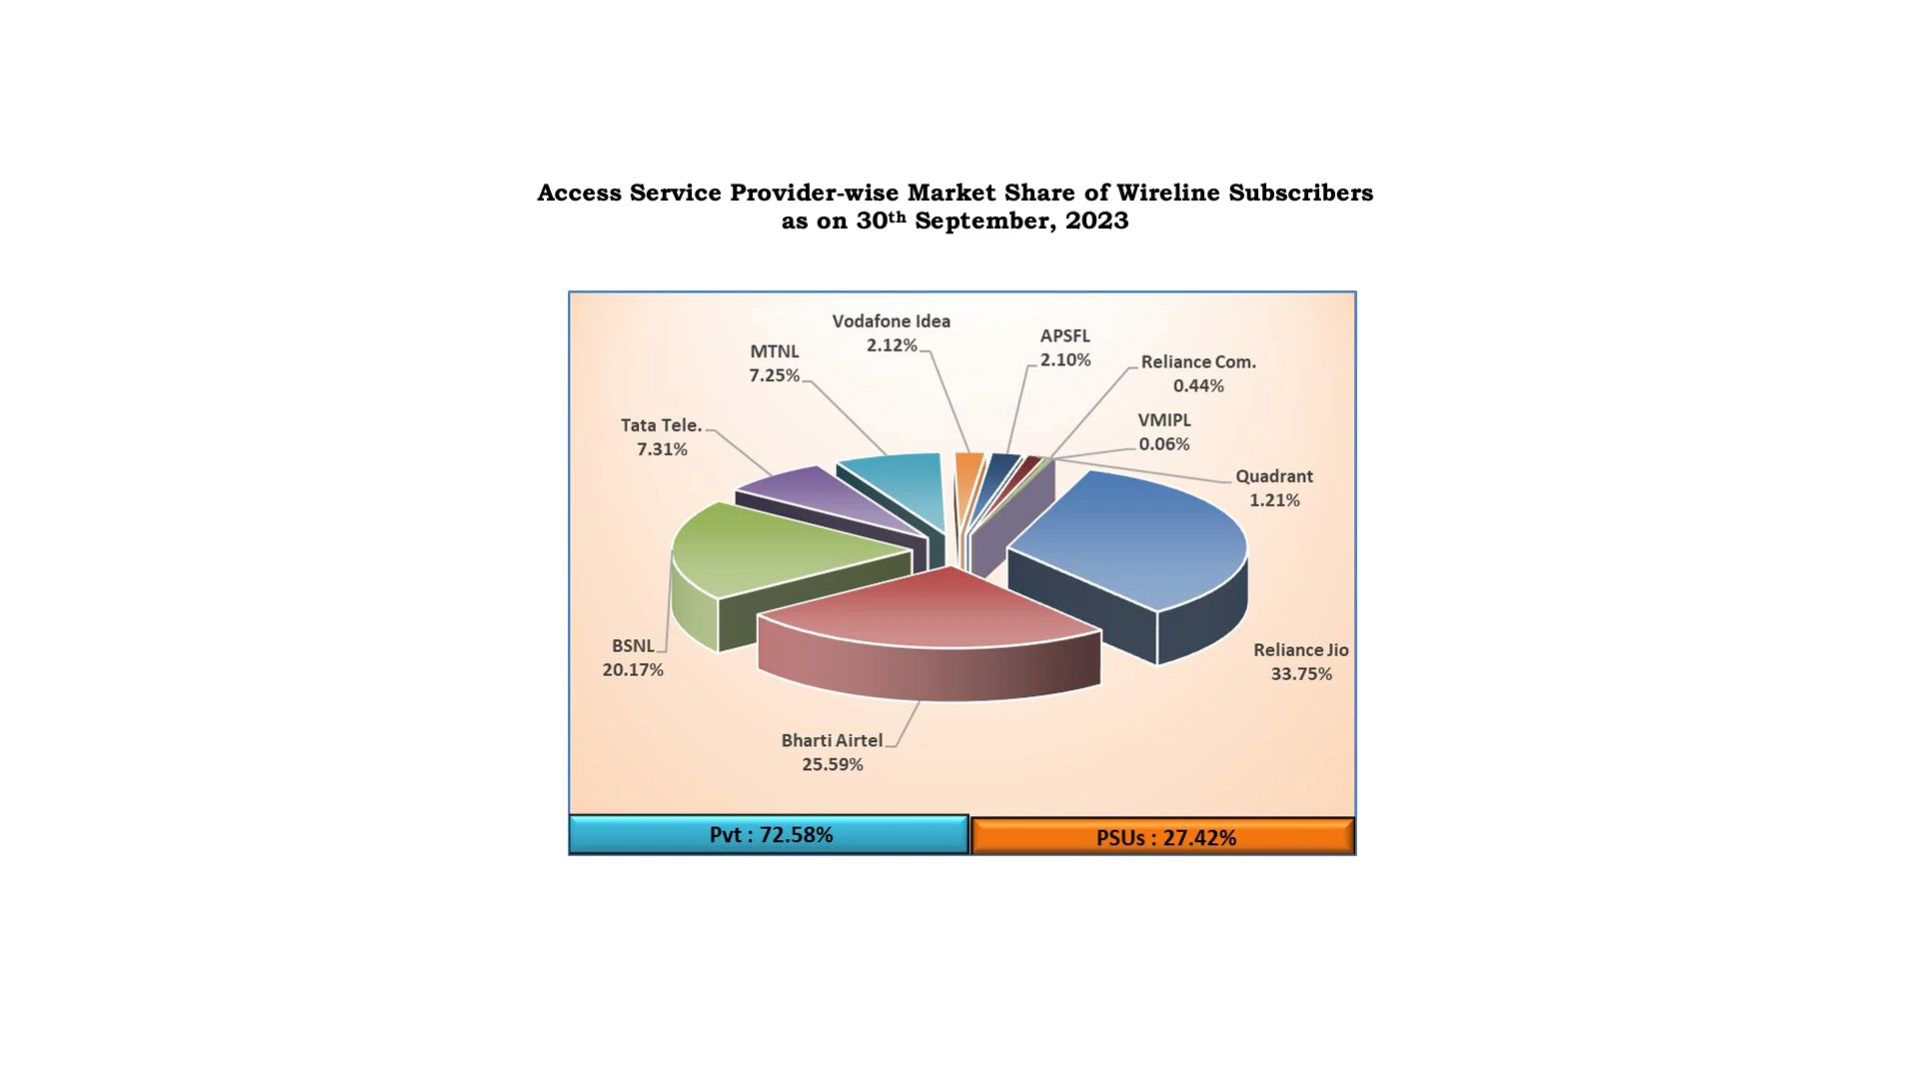 Access Service Provider-wise Market Share of Wireline Subscribers
as on 30th September, 2023
Vodafone Idea
2.12%
APSFL
2.10%
MTNL
7.25%
Reliance Com.
0.44%
VMIPL
0.06%
Tata Tele.
7.31%
Quadrant
1.21%
BSNL
20.17%
Reliance Jio
33.75%
Bharti Airtel
25.59%
Pvt : 72.58%
PSUs : 27.42%